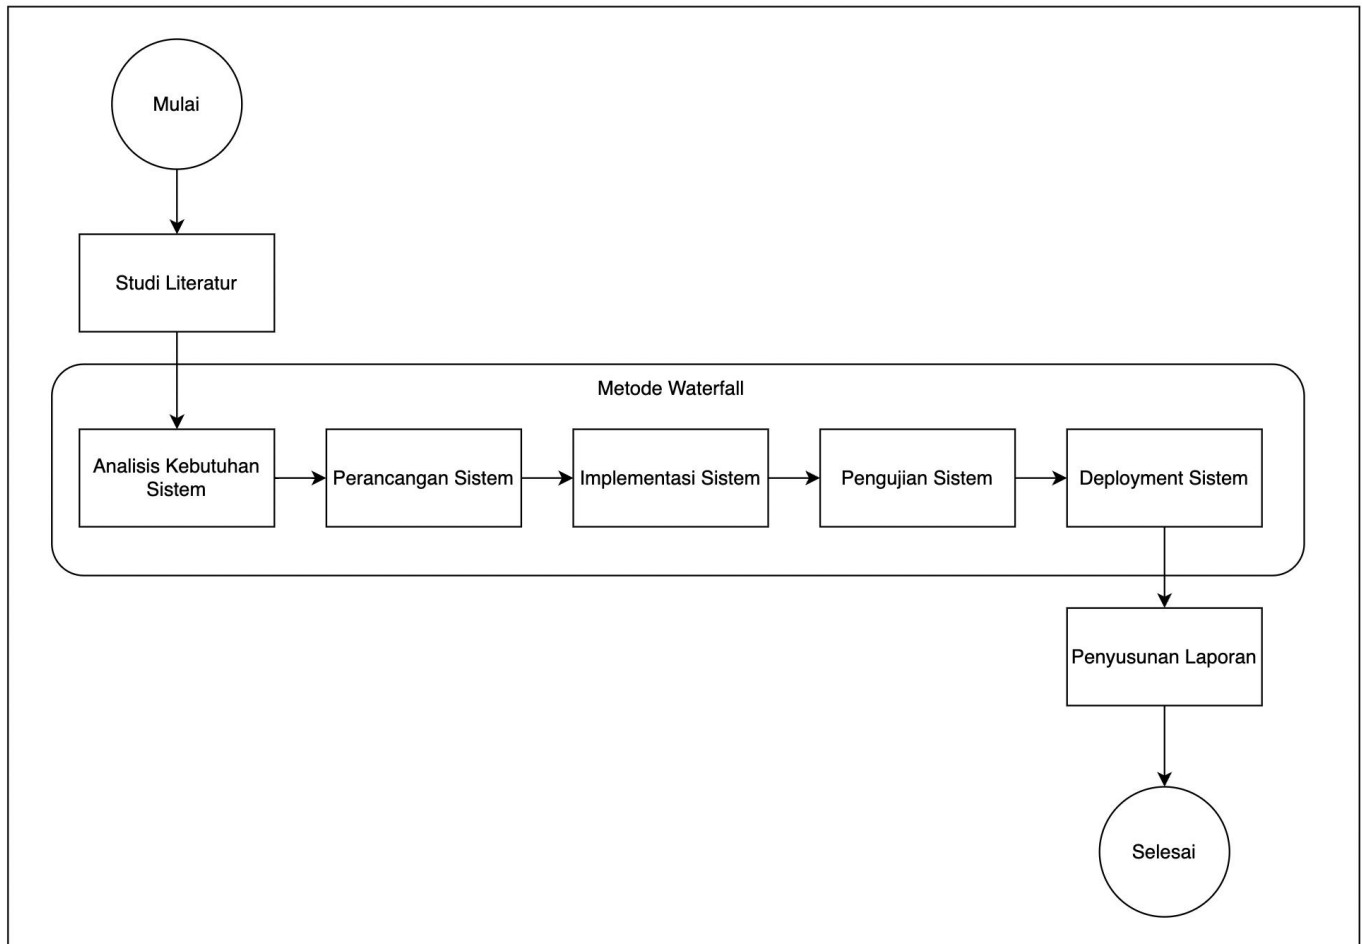 Mulai
Studi Literatur
Metode Waterfall
Analisis Kebutuhan
Sistem
Perancangan Sistem
Implementasi Sistem
Pengujian Sistem
Deployment Sistem
Penyusunan Laporan
Selesai